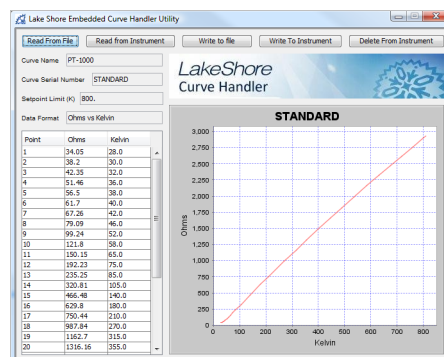 Lake Shore Embedded Curve Handler Utility
Read From File Read from Instrument Write to file Write To Instrument Delete From Instrument
Curve Name PT-1000
Curve Serial Number STANDARD
Setpoint Limit (K) 800.
Data Format Ohms vs Kelvin
Point Ohms Kelvin
1 34.05 28.0
2 38.2 30.0
3 42.35 32.0
4 51.46 36.0
5 56.5 38.0
6 61.7 40.0
7 67.26 42.0
8 79.09 46.0
9 99.24 52.0
10 121.8 58.0
11 150.15 65.0
12 192.23 75.0
13 235.25 85.0
14 320.81 105.0
15 466.48 140.0
16 629.8 180.0
17 750.44 210.0
18 987.84 270.0
19 1162.7 315.0
20 1316.16 355.0
LakeShore
Curve Handler
STANDARD
3,000
2,750
2,500
2,250
2,000
1,750
1,500
1,250
1,000
750
500
250
0
Ohms
0 100 200 300 400 500 600 700 800
Kelvin